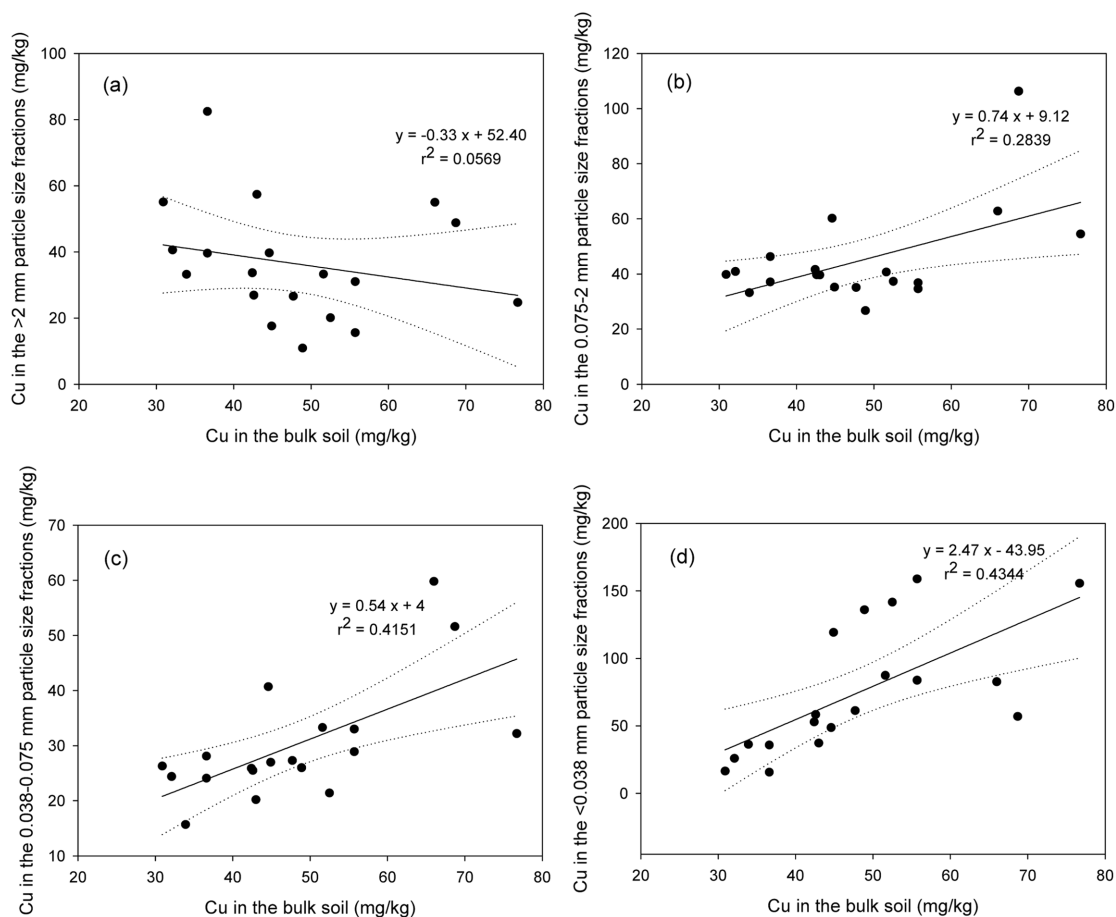 Cu in the >2 mm particle size fractions (mg/kg)
100
80
60
40
20
0
(a)
y = -0.33 x + 52.40
r2 = 0.0569
20 30 40 50 60 70 80
Cu in the bulk soil (mg/kg)
Cu in the 0.075-2 mm particle size fractions (mg/kg)
120
100
80
60
40
20
0
(b)
y = 0.74 x + 9.12
r2 = 0.2839
20 30 40 50 60 70 80
Cu in the bulk soil (mg/kg)
Cu in the 0.038-0.075 mm particle size fractions (mg/kg)
70
60
50
40
30
20
10
(c)
y = 0.54 x + 4
r2 = 0.4151
20 30 40 50 60 70 80
Cu in the bulk soil (mg/kg)
Cu in the <0.038 mm particle size fractions (mg/kg)
200
150
100
50
0
(d)
y = 2.47 x - 43.95
r2 = 0.4344
20 30 40 50 60 70 80
Cu in the bulk soil (mg/kg)